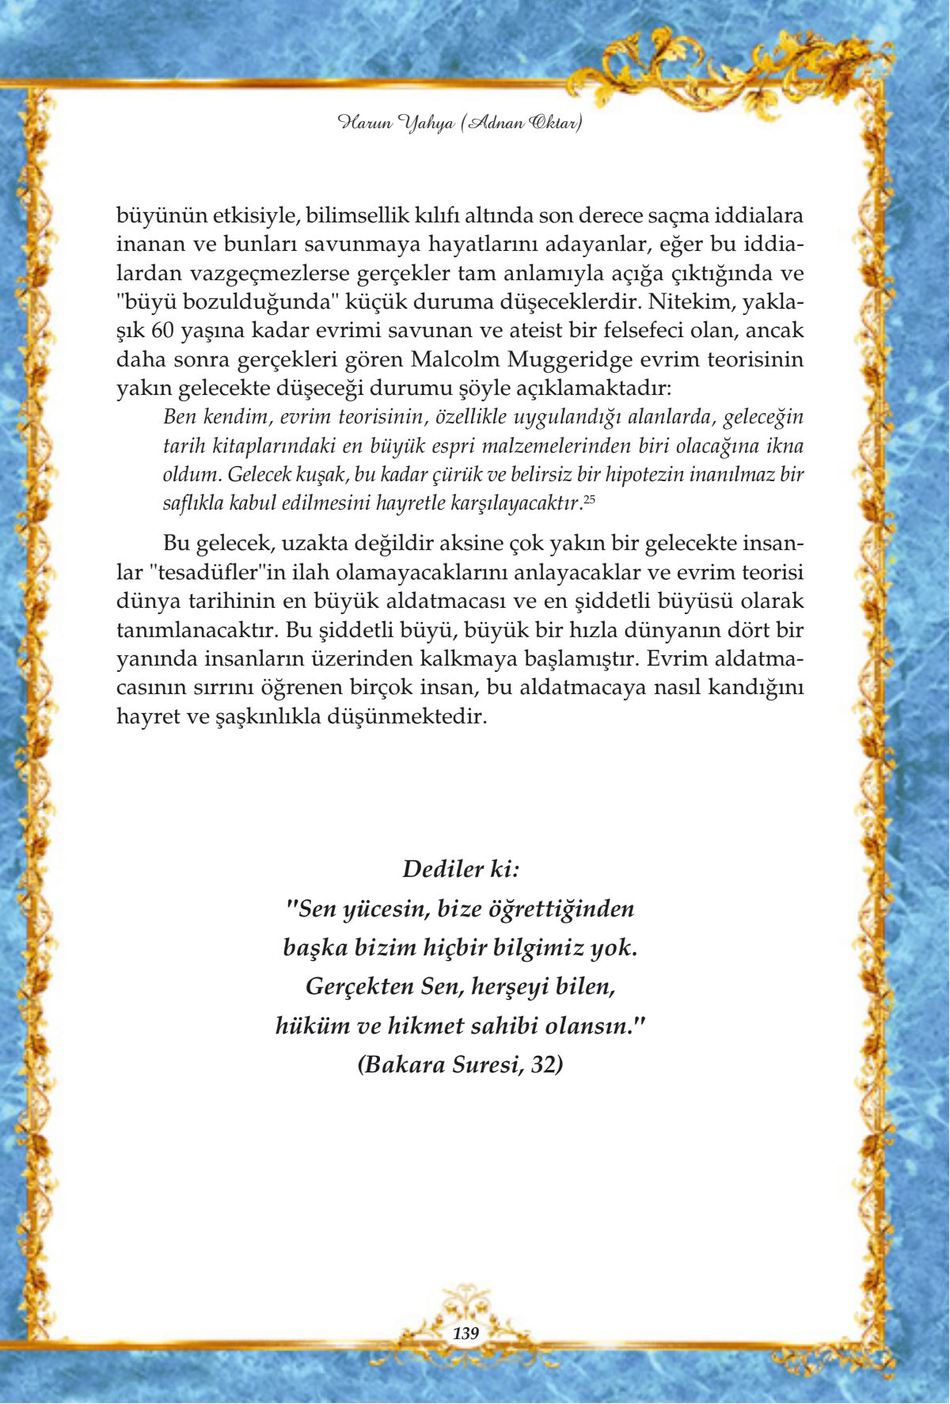 Harun Yahya (Adnan Oktar)
büyünün etkisiyle, bilimsellik kılıfı altında son derece saçma iddialara
inanan ve bunları savunmaya hayatlarını adayanlar, eğer bu iddia-
lardan vazgeçmezlerse gerçekler tam anlamıyla açığa çıktığında ve
"büyü bozulduğunda" küçük duruma düşeceklerdir. Nitekim, yakla-
şık 60 yaşına kadar evrimi savunan ve ateist bir felsefeci olan, ancak
daha sonra gerçekleri gören Malcolm Muggeridge evrim teorisinin
yakın gelecekte düşeceği durumu şöyle açıklamaktadır:
Ben kendim, evrim teorisinin, özellikle uygulandığı alanlarda, geleceğin
tarih kitaplarındaki en büyük espri malzemelerinden biri olacağına ikna
oldum. Gelecek kuşak, bu kadar çürük ve belirsiz bir hipotezin inanılmaz bir
saflıkla kabul edilmesini hayretle karşılayacaktır.25
Bu gelecek, uzakta değildir aksine çok yakın bir gelecekte insan-
lar "tesadüfler"in ilah olamayacaklarını anlayacaklar ve evrim teorisi
dünya tarihinin en büyük aldatmacası ve en şiddetli büyüsü olarak
tanımlanacaktır. Bu şiddetli büyü, büyük bir hızla dünyanın dört bir
yanında insanların üzerinden kalkmaya başlamıştır. Evrim aldatma-
casının sırrını öğrenen birçok insan, bu aldatmacaya nasıl kandığını
hayret ve şaşkınlıkla düşünmektedir.
Dediler ki:
"Sen yücesin, bize öğrettiğinden
başka bizim hiçbir bilgimiz yok.
Gerçekten Sen, herşeyi bilen,
hüküm ve hikmet sahibi olansın."
(Bakara Suresi, 32)
139